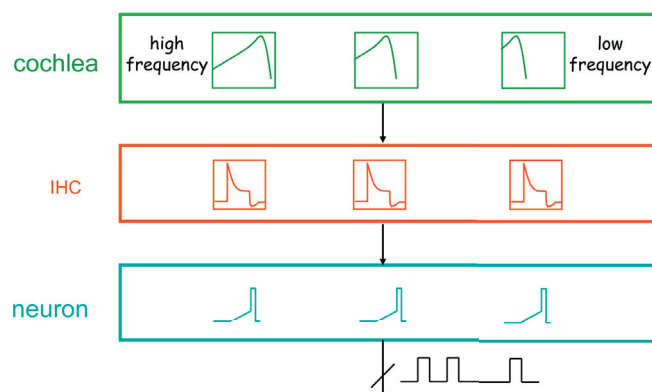 cochlea
high
frequency
low
frequency
IHC
neuron